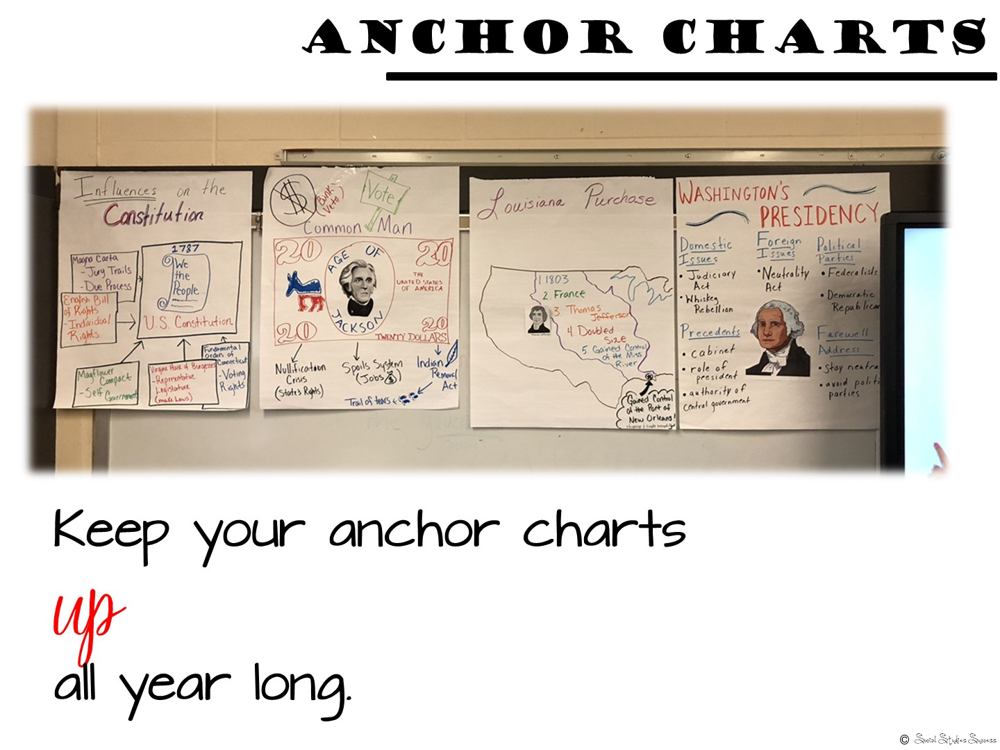 ANCHOR CHARTS
Influences on the
Constitution
Magna Carta
-Jury Trails
-Due Process
English Bill
of Rights
-Individual
Rights
1787
We
the
People
U.S. Constitution
Mayflower
Compact
-Self
Government
Virginia House of Burgesses
-Representative
Legislature
(make Laws)
Fundamental
orders of
Connecticut
-Voting
Rights
$
(Bank
Veto)
Vote
Common Man
20
20
AGE OF
JACKSON
THE
UNITED STATES
OF AMERICA
20
20
TWENTY DOLLARS
Nullification
Crisis
(State's Rights)
Spoils System
(Jobs $)
Indian
Removal
Act
Trail of tears
Louisiana Purchase
1 1803
2. France
3. Thomas
Jefferson
4. Doubled
Size
5. Gained Control
of the Miss.
River
Gained Control
of the Port of
New Orleans!
WASHINGTON'S
PRESIDENCY
Domestic
Issues
• Judiciary
Act
• Whiskey
Rebellion
Precedents
• cabinet
• role of
president
• authority of
central government
Foreign
Issues
• Neutrality
Act
Political
Parties
• Federalists
• Democratic
Republican
Farewell
Address
• stay neutra
• avoid politi
parties
Keep your anchor charts
up
all year long.
© Social Studies Success